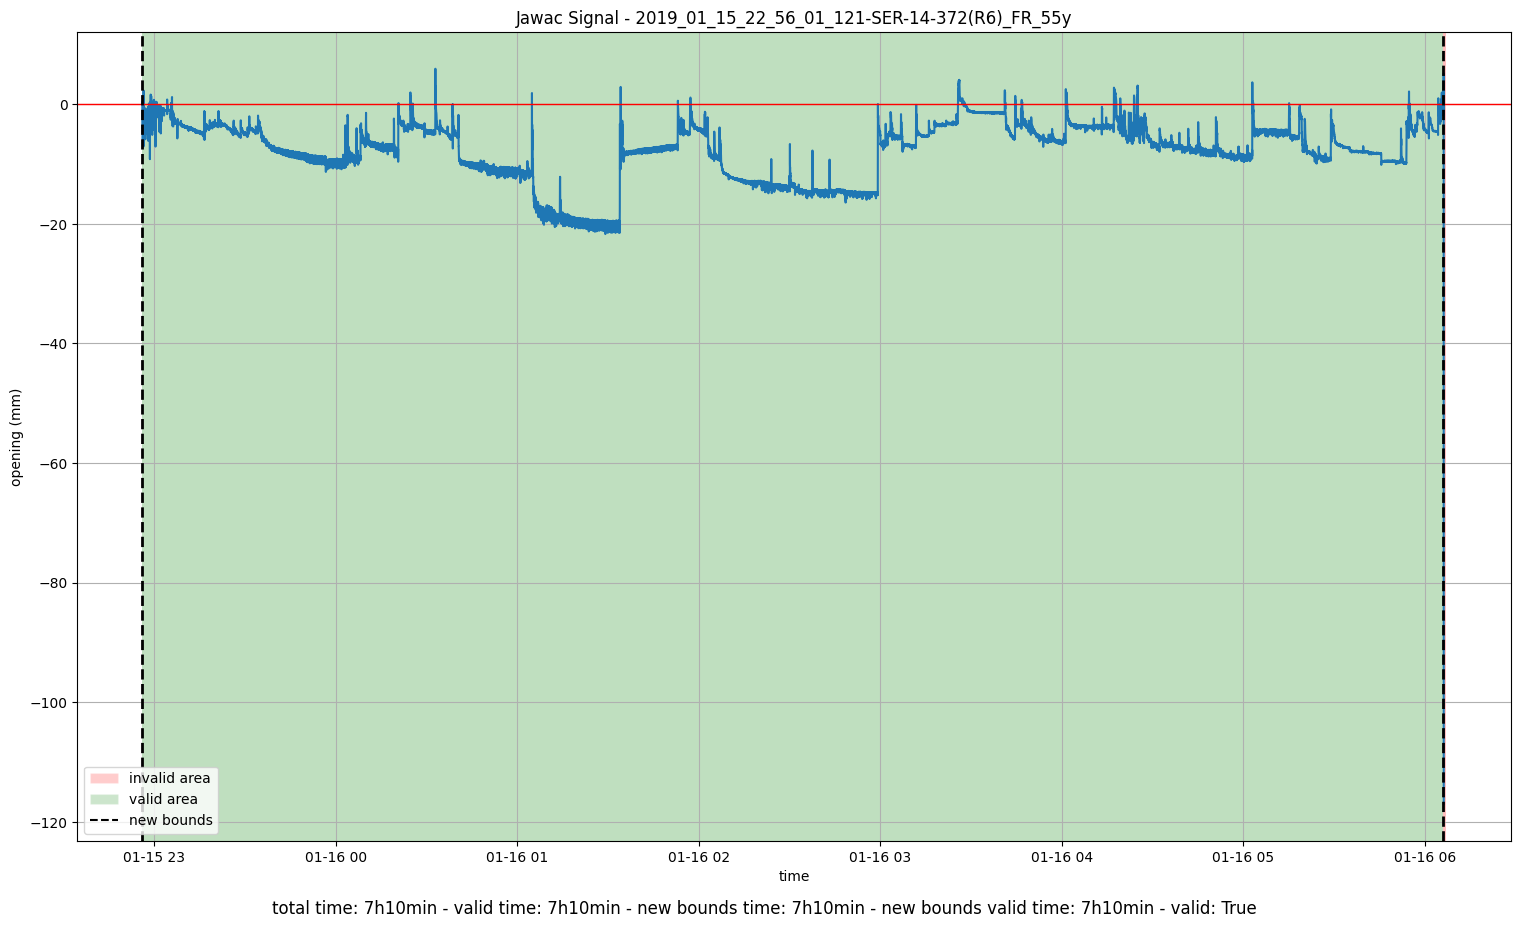 Jawac Signal - 2019_01_15_22_56_01_121-SER-14-372(R6)_FR_55y
opening (mm)
0
−20
−40
−60
−80
−100
−120
invalid area
valid area
new bounds
01-15 23 01-16 00 01-16 01 01-16 02 01-16 03 01-16 04 01-16 05 01-16 06
time
total time: 7h10min - valid time: 7h10min - new bounds time: 7h10min - new bounds valid time: 7h10min - valid: True